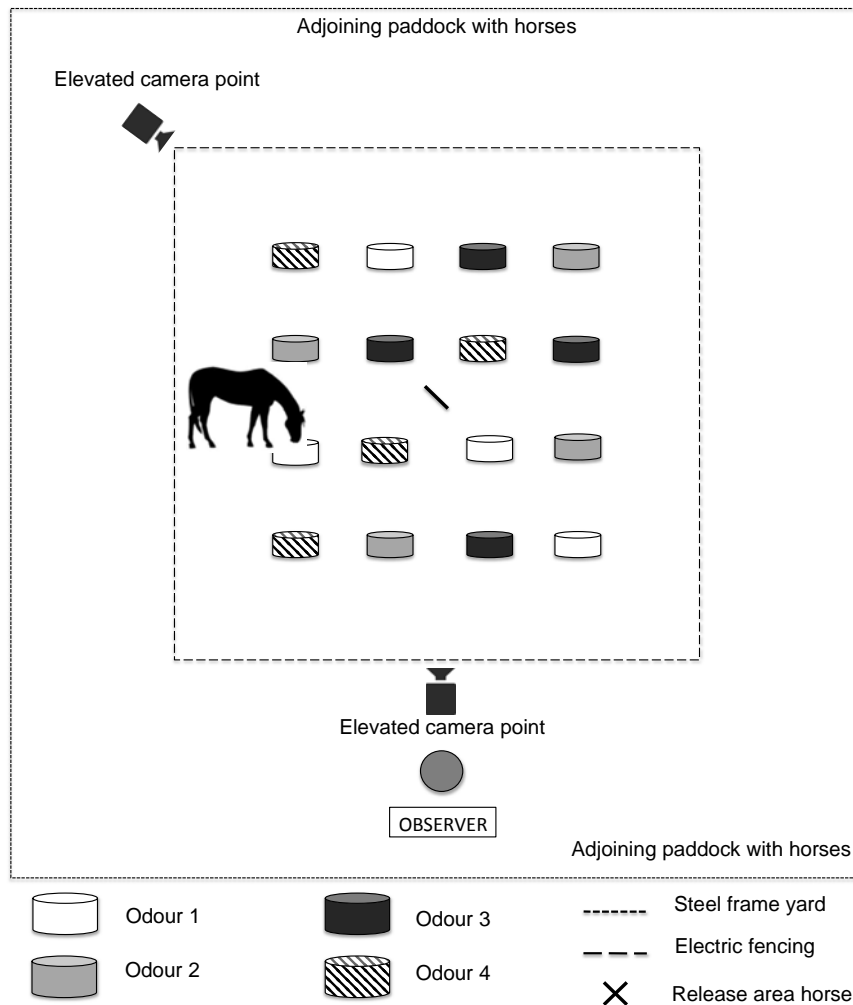 Adjoining paddock with horses
Elevated camera point
Elevated camera point
OBSERVER
Adjoining paddock with horses
Odour 1
Odour 3
Steel frame yard
Odour 2
Odour 4
Electric fencing
Release area horse